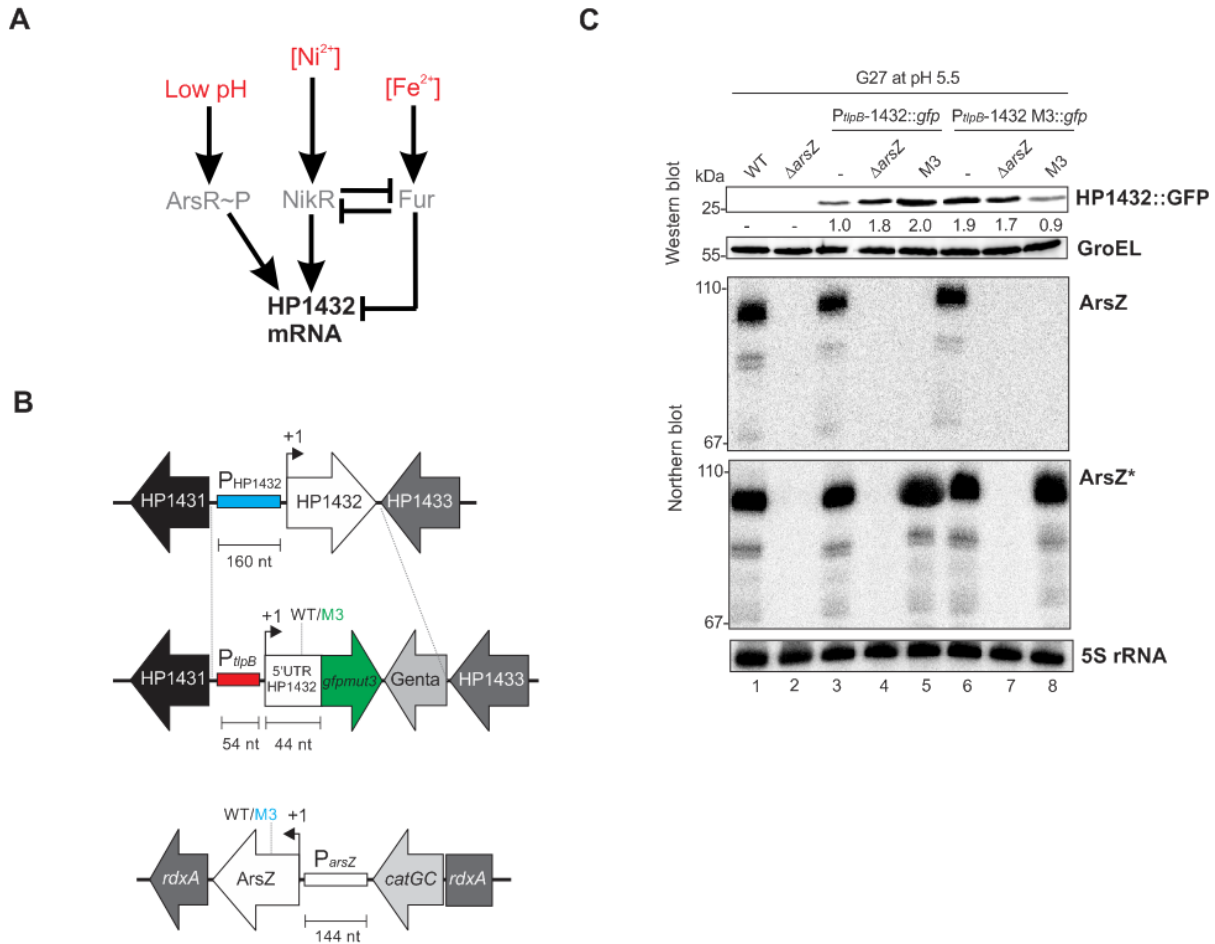 A
Low pH
[Ni2+]
[Fe2+]
ArsR~P
NikR
Fur
HP1432
mRNA
B
+1
PHP1432
HP1431
HP1432
HP1433
160 nt
+1
WT/M3
PtlpB
HP1431
5'UTR
HP1432
gfpmut3
Genta
HP1433
54 nt
44 nt
WT/M3
+1
ParsZ
rdxA
ArsZ
catGC
rdxA
144 nt
C
G27 at pH 5.5
PtlpB-1432::gfp
PtlpB-1432 M3::gfp
WT
ΔarsZ
-
ΔarsZ
M3
-
ΔarsZ
M3
kDa
Western blot
25
HP1432::GFP
- - 1.0 1.8 2.0 1.9 1.7 0.9
55
GroEL
Northern blot
110
ArsZ
67
110
ArsZ*
67
5S rRNA
1 2 3 4 5 6 7 8